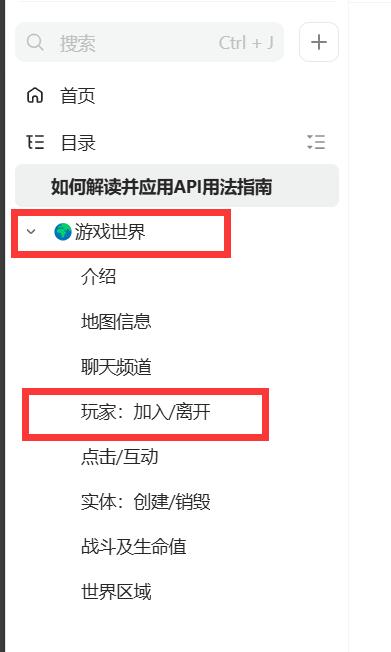 搜索 Ctrl + J
首页
目录
如何解读并应用API用法指南
游戏世界
介绍
地图信息
聊天频道
玩家：加入/离开
点击/互动
实体：创建/销毁
战斗及生命值
世界区域